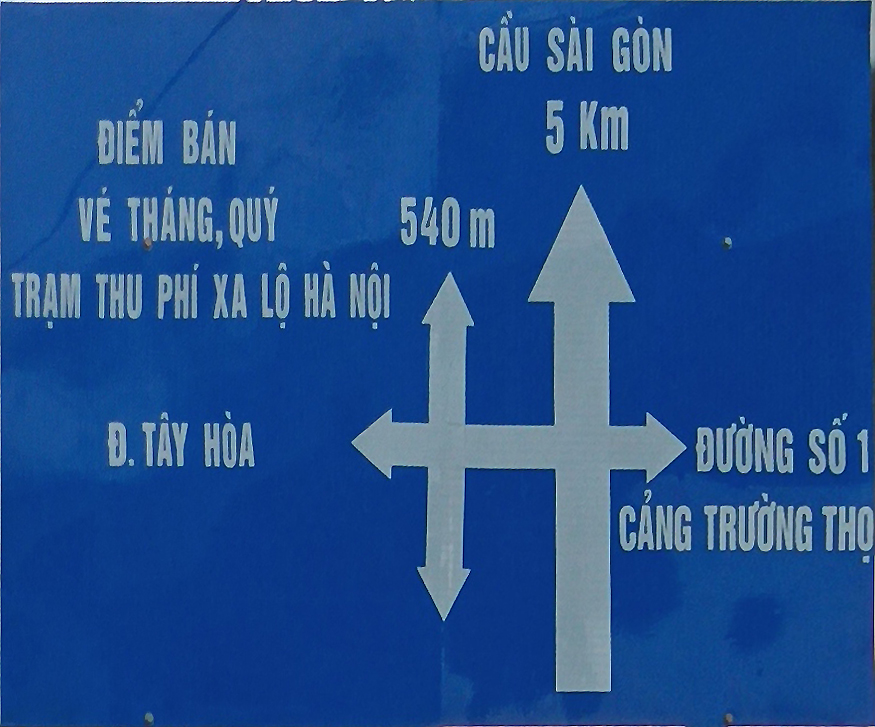 CẦU SÀI GÒN
5 Km
ĐIỂM BÁN
VÉ THÁNG, QUÝ
TRẠM THU PHÍ XA LỘ HÀ NỘI
540 m
Đ. TÂY HÒA
ĐƯỜNG SỐ 1
CẢNG TRƯỜNG THỌ